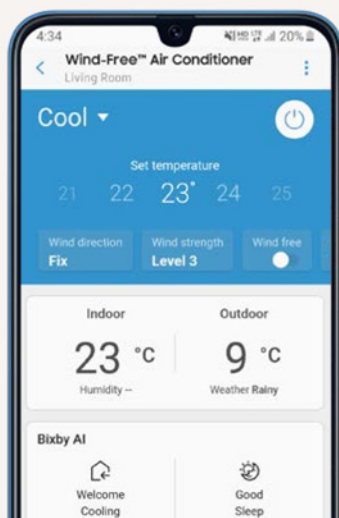 4:34 20%
Wind-Free™ Air Conditioner
Living Room
Cool
Set temperature
21 22 23° 24 25
Wind direction Wind strength Wind free
Fix Level 3
Indoor Outdoor
23 °C 9 °C
Humidity -- Weather Rainy
Bixby AI
Welcome Good
Cooling Sleep